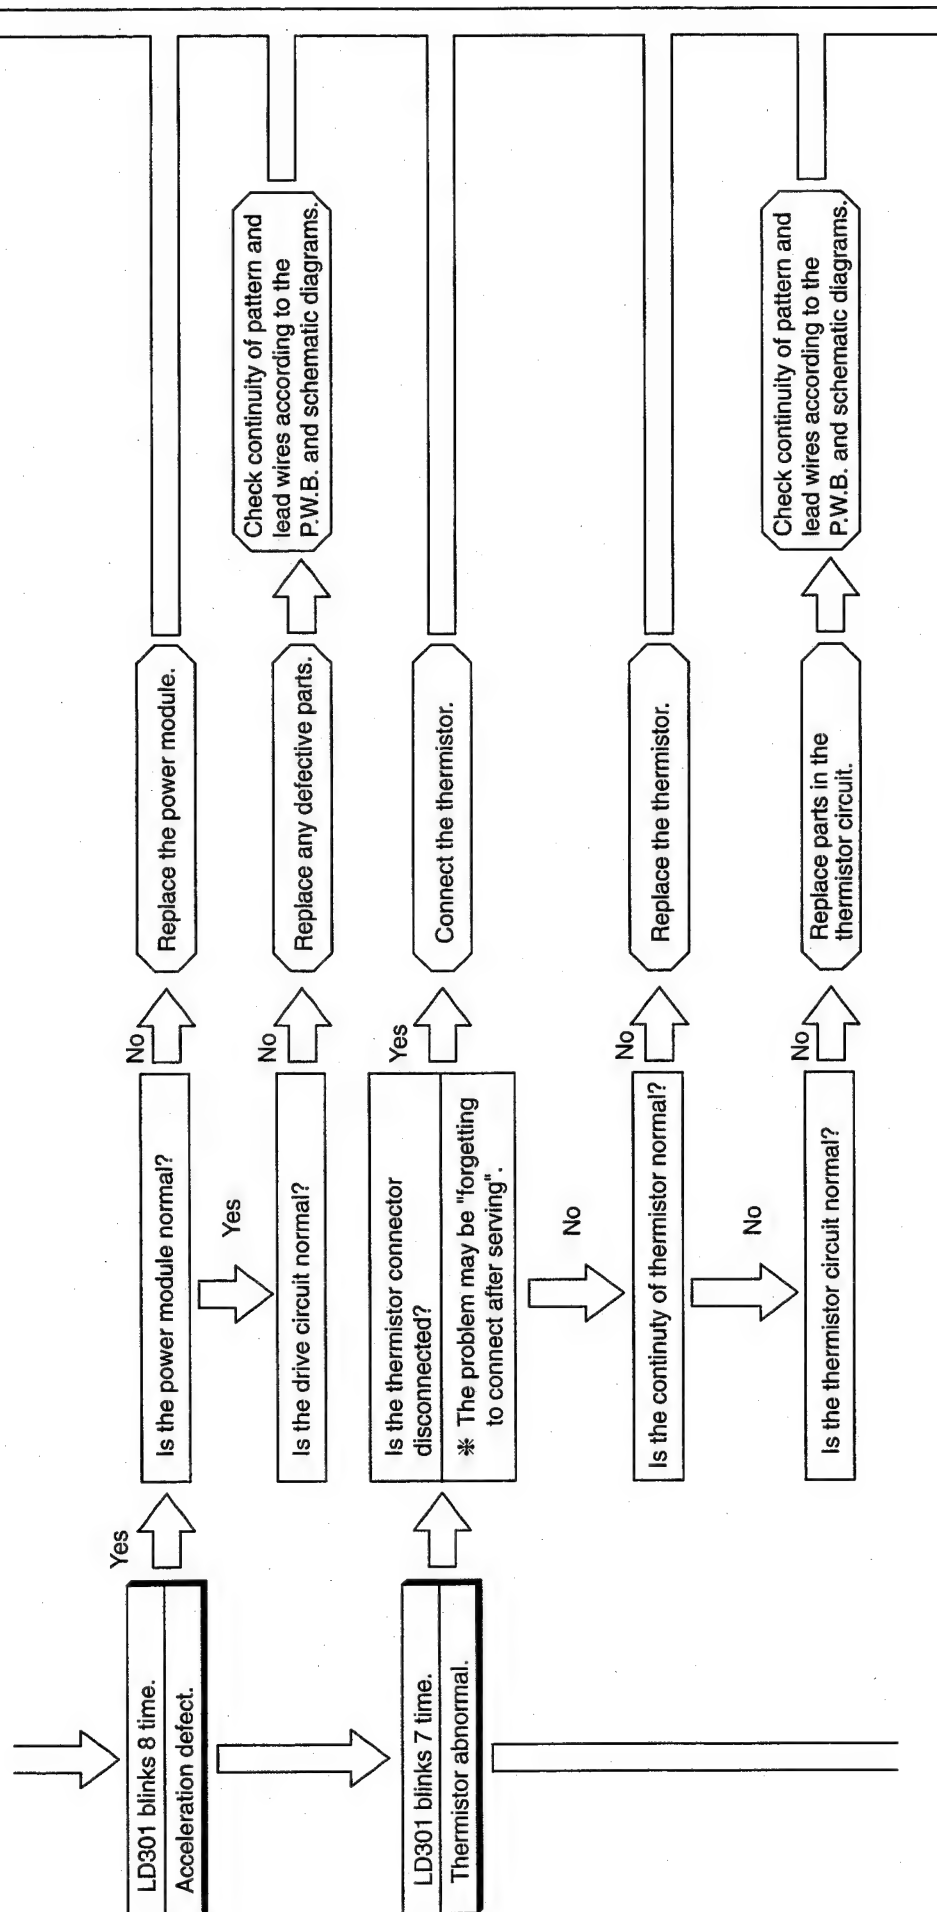 LD301 blinks 8 time.
Acceleration defect.
Yes
Is the power module normal?
No
Replace the power module.
Yes
Is the drive circuit normal?
No
Replace any defective parts.
Check continuity of pattern and
lead wires according to the
P.W.B. and schematic diagrams.
LD301 blinks 7 time.
Thermistor abnormal.
Is the thermistor connector
disconnected?
※ The problem may be "forgetting
to connect after serving".
Yes
Connect the thermistor.
No
Is the continuty of thermistor normal?
No
Replace the thermistor.
No
Is the thermistor circuit normal?
No
Replace parts in the
thermistor circuit.
Check continuity of pattern and
lead wires according to the
P.W.B. and schematic diagrams.